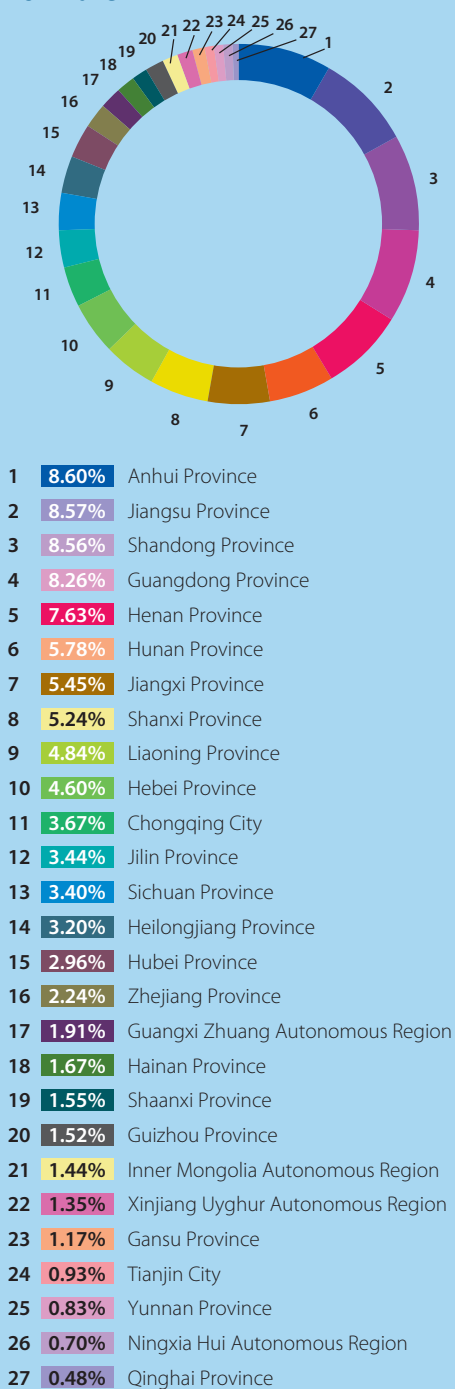 1
2
3
4
5
6
7
8
9
10
11
12
13
14
15
16
17
18
19
20
21
22
23
24
25
26
27
1 8.60% Anhui Province
2 8.57% Jiangsu Province
3 8.56% Shandong Province
4 8.26% Guangdong Province
5 7.63% Henan Province
6 5.78% Hunan Province
7 5.45% Jiangxi Province
8 5.24% Shanxi Province
9 4.84% Liaoning Province
10 4.60% Hebei Province
11 3.67% Chongqing City
12 3.44% Jilin Province
13 3.40% Sichuan Province
14 3.20% Heilongjiang Province
15 2.96% Hubei Province
16 2.24% Zhejiang Province
17 1.91% Guangxi Zhuang Autonomous Region
18 1.67% Hainan Province
19 1.55% Shaanxi Province
20 1.52% Guizhou Province
21 1.44% Inner Mongolia Autonomous Region
22 1.35% Xinjiang Uyghur Autonomous Region
23 1.17% Gansu Province
24 0.93% Tianjin City
25 0.83% Yunnan Province
26 0.70% Ningxia Hui Autonomous Region
27 0.48% Qinghai Province